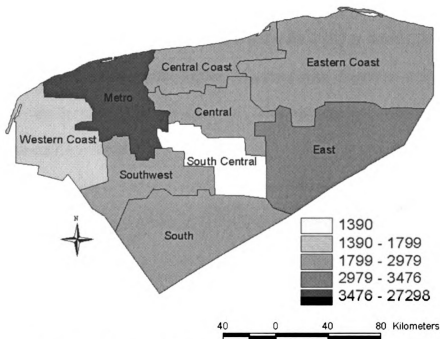 Central Coast
Eastern Coast
Metro
Central
Western Coast
South Central
East
Southwest
South
N
1390
1390 - 1799
1799 - 2979
2979 - 3476
3476 - 27298
40 0 40 80 Kilometers